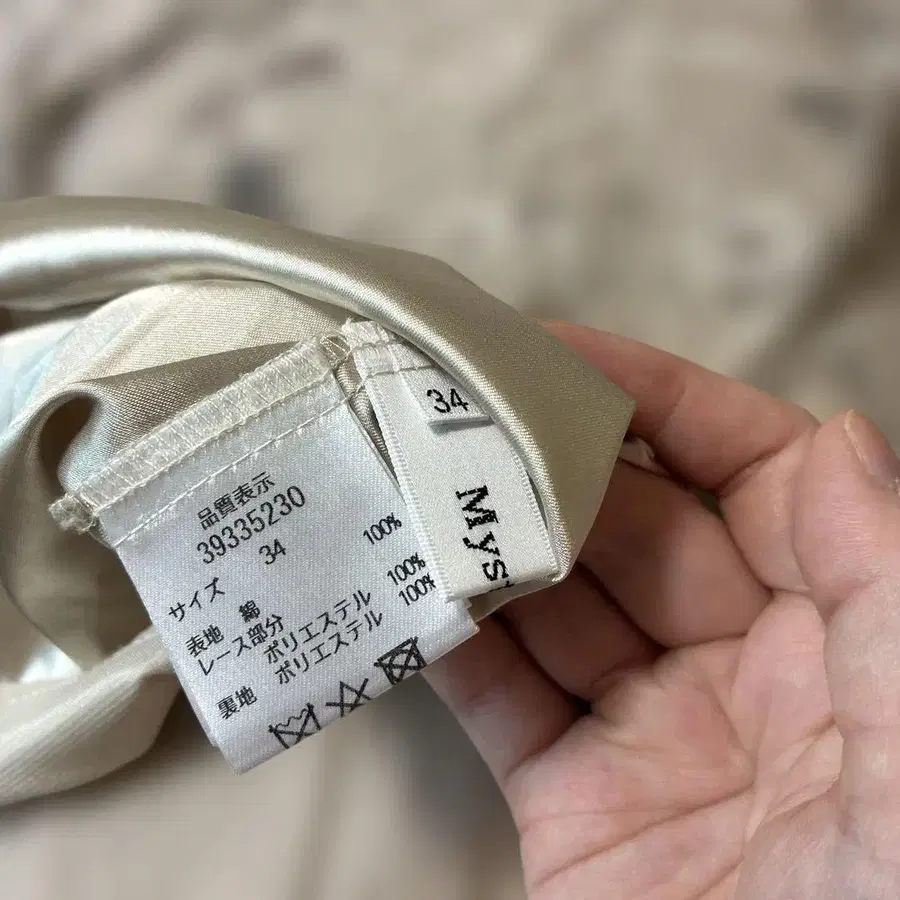 品質表示
39335230
サイズ 34
表地 綿 100%
レース部分
ポリエステル 100%
裏地 ポリエステル 100%
34
Mys